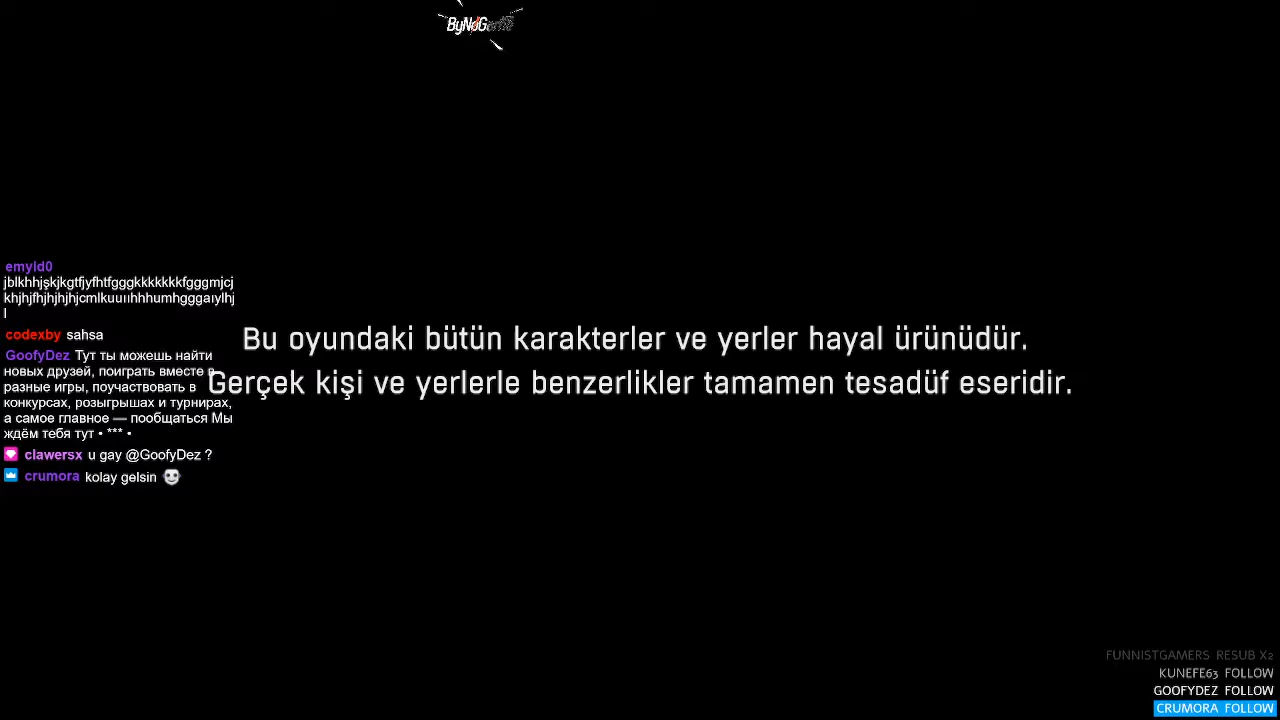 ByNoGame
emyld0
jblkhhjşkjkgtfjyfhtfgggkkkkkkfgggmjcj
khjhjfhjhjhjhjcmlkuuııhhhumhgggaıylhj
l
codexby sahsa
GoofyDez Тут ты можешь найти
новых друзей, поиграть вместе в
разные игры, поучаствовать в
конкурсах, розыгрышах и турнирах,
а самое главное — пообщаться Мы
ждём тебя тут • *** •
clawersx u gay @GoofyDez ?
crumora kolay gelsin
Bu oyundaki bütün karakterler ve yerler hayal ürünüdür.
Gerçek kişi ve yerlerle benzerlikler tamamen tesadüf eseridir.
FUNNISTGAMERS RESUB X2
KUNEFE63 FOLLOW
GOOFYDEZ FOLLOW
CRUMORA FOLLOW